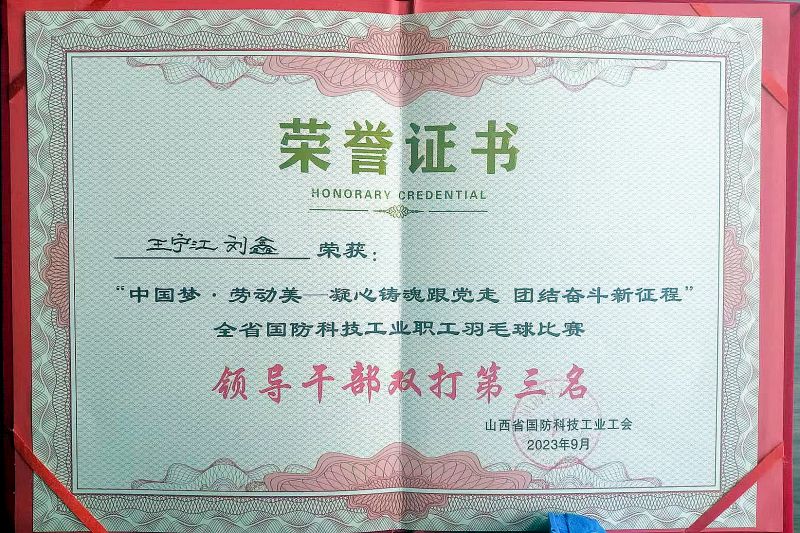 荣誉证书
HONORARY CREDENTIAL
王宁江 刘鑫 荣获：
“中国梦·劳动美—凝心铸魂跟党走 团结奋斗新征程”
全省国防科技工业职工羽毛球比赛
领导干部双打第三名
山西省国防科技工业工会
2023年9月